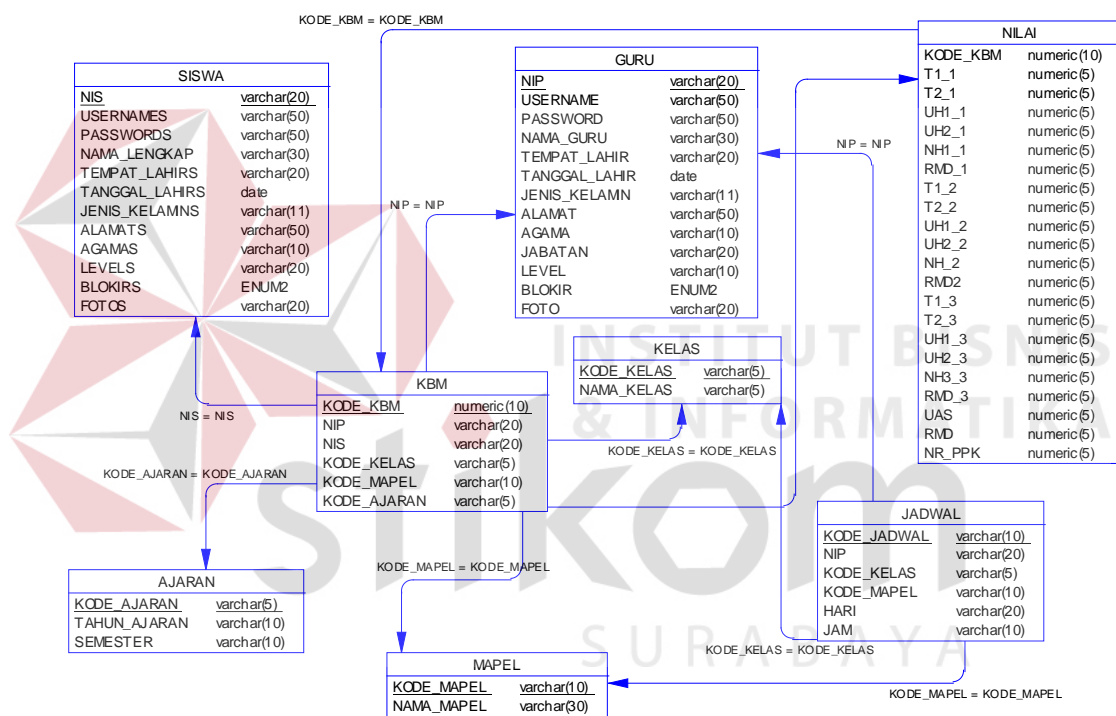 KODE_KBM = KODE_KBM
SISWA
NIS varchar(20)
USERNAMES varchar(50)
PASSWORDS varchar(50)
NAMA_LENGKAP varchar(30)
TEMPAT_LAHIRS varchar(20)
TANGGAL_LAHIRS date
JENIS_KELAMNS varchar(11)
ALAMATS varchar(50)
AGAMAS varchar(10)
LEVELS varchar(20)
BLOKIRS ENUM2
FOTOS varchar(20)
GURU
NIP varchar(20)
USERNAME varchar(50)
PASSWORD varchar(50)
NAMA_GURU varchar(30)
TEMPAT_LAHIR varchar(20)
TANGGAL_LAHIR date
JENIS_KELAMN varchar(11)
ALAMAT varchar(50)
AGAMA varchar(10)
JABATAN varchar(20)
LEVEL varchar(10)
BLOKIR ENUM2
FOTO varchar(20)
NILAI
KODE_KBM numeric(10)
T1_1 numeric(5)
T2_1 numeric(5)
UH1_1 numeric(5)
UH2_1 numeric(5)
NH1_1 numeric(5)
RMD_1 numeric(5)
T1_2 numeric(5)
T2_2 numeric(5)
UH1_2 numeric(5)
UH2_2 numeric(5)
NH_2 numeric(5)
RMD2 numeric(5)
T1_3 numeric(5)
T2_3 numeric(5)
UH1_3 numeric(5)
UH2_3 numeric(5)
NH3_3 numeric(5)
RMD_3 numeric(5)
UAS numeric(5)
RMD numeric(5)
NR_PPK numeric(5)
NIP = NIP
NIP = NIP
INSTITUT BISNIS
& INFORMATIKA
stikom
SURABAYA
KELAS
KODE_KELAS varchar(5)
NAMA_KELAS varchar(5)
KBM
KODE_KBM numeric(10)
NIP varchar(20)
NIS varchar(20)
KODE_KELAS varchar(5)
KODE_MAPEL varchar(10)
KODE_AJARAN varchar(5)
NIS = NIS
KODE_KELAS = KODE_KELAS
KODE_AJARAN = KODE_AJARAN
JADWAL
KODE_JADWAL varchar(10)
NIP varchar(20)
KODE_KELAS varchar(5)
KODE_MAPEL varchar(10)
HARI varchar(20)
JAM varchar(10)
KODE_MAPEL = KODE_MAPEL
AJARAN
KODE_AJARAN varchar(5)
TAHUN_AJARAN varchar(10)
SEMESTER varchar(10)
KODE_KELAS = KODE_KELAS
MAPEL
KODE_MAPEL varchar(10)
NAMA_MAPEL varchar(30)
KODE_MAPEL = KODE_MAPEL